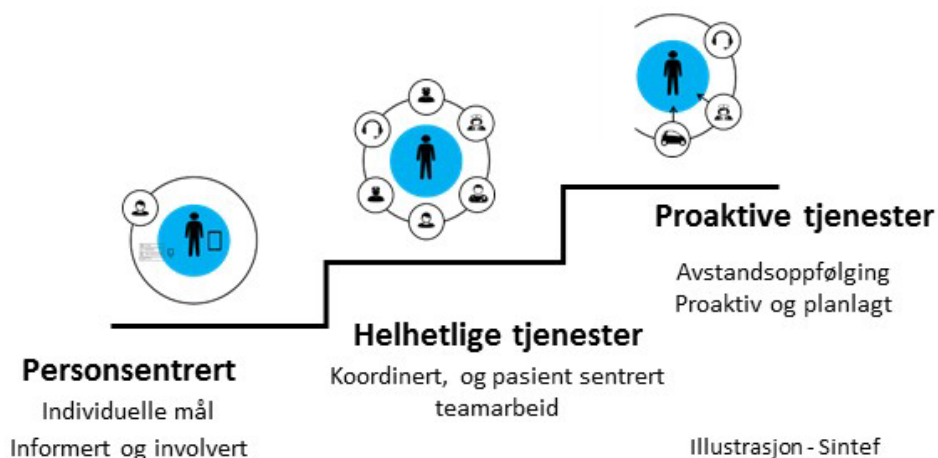 Personsentrert
Individuelle mål
Informert og involvert
Helhetlige tjenester
Koordinert, og pasient sentrert
teamarbeid
Proaktive tjenester
Avstandsoppfølging
Proaktiv og planlagt
Illustrasjon - Sintef